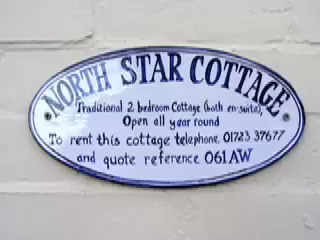 NORTH STAR COTTAGE
Traditional 2 bedroom Cottage (both en-suite),
Open all year round
To rent this cottage telephone 01723 37677
and quote reference 061AW